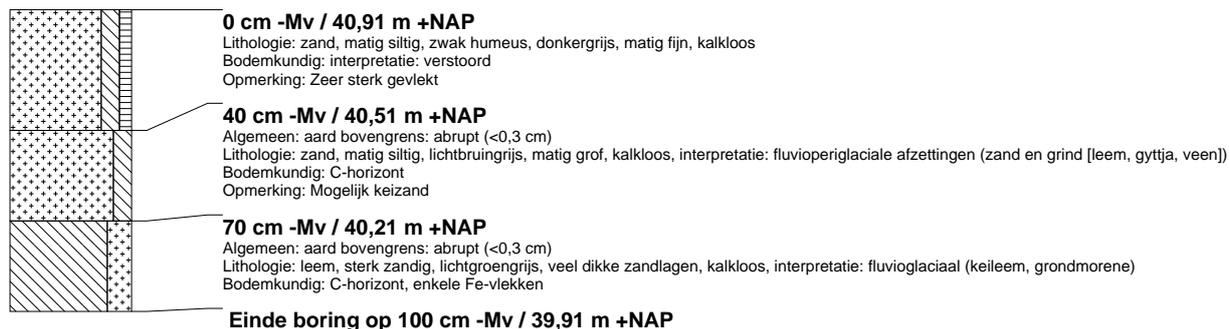 0 cm -Mv / 40,91 m +NAP
Lithologie: zand, matig siltig, zwak humeus, donkergrijs, matig fijn, kalkloos
Bodemkundig: interpretatie: verstoord
Opmerking: Zeer sterk gevlekt
40 cm -Mv / 40,51 m +NAP
Algemeen: aard bovengrens: abrupt (<0,3 cm)
Lithologie: zand, matig siltig, lichtbruingrijs, matig grof, kalkloos, interpretatie: fluvioperiglaciale afzettingen (zand en grind [leem, gyttja, veen])
Bodemkundig: C-horizont
Opmerking: Mogelijk keizand
70 cm -Mv / 40,21 m +NAP
Algemeen: aard bovengrens: abrupt (<0,3 cm)
Lithologie: leem, sterk zandig, lichtgroengrijs, veel dikke zandlagen, kalkloos, interpretatie: fluvioglaciaal (keileem, grondmorene)
Bodemkundig: C-horizont, enkele Fe-vlekken
Einde boring op 100 cm -Mv / 39,91 m +NAP